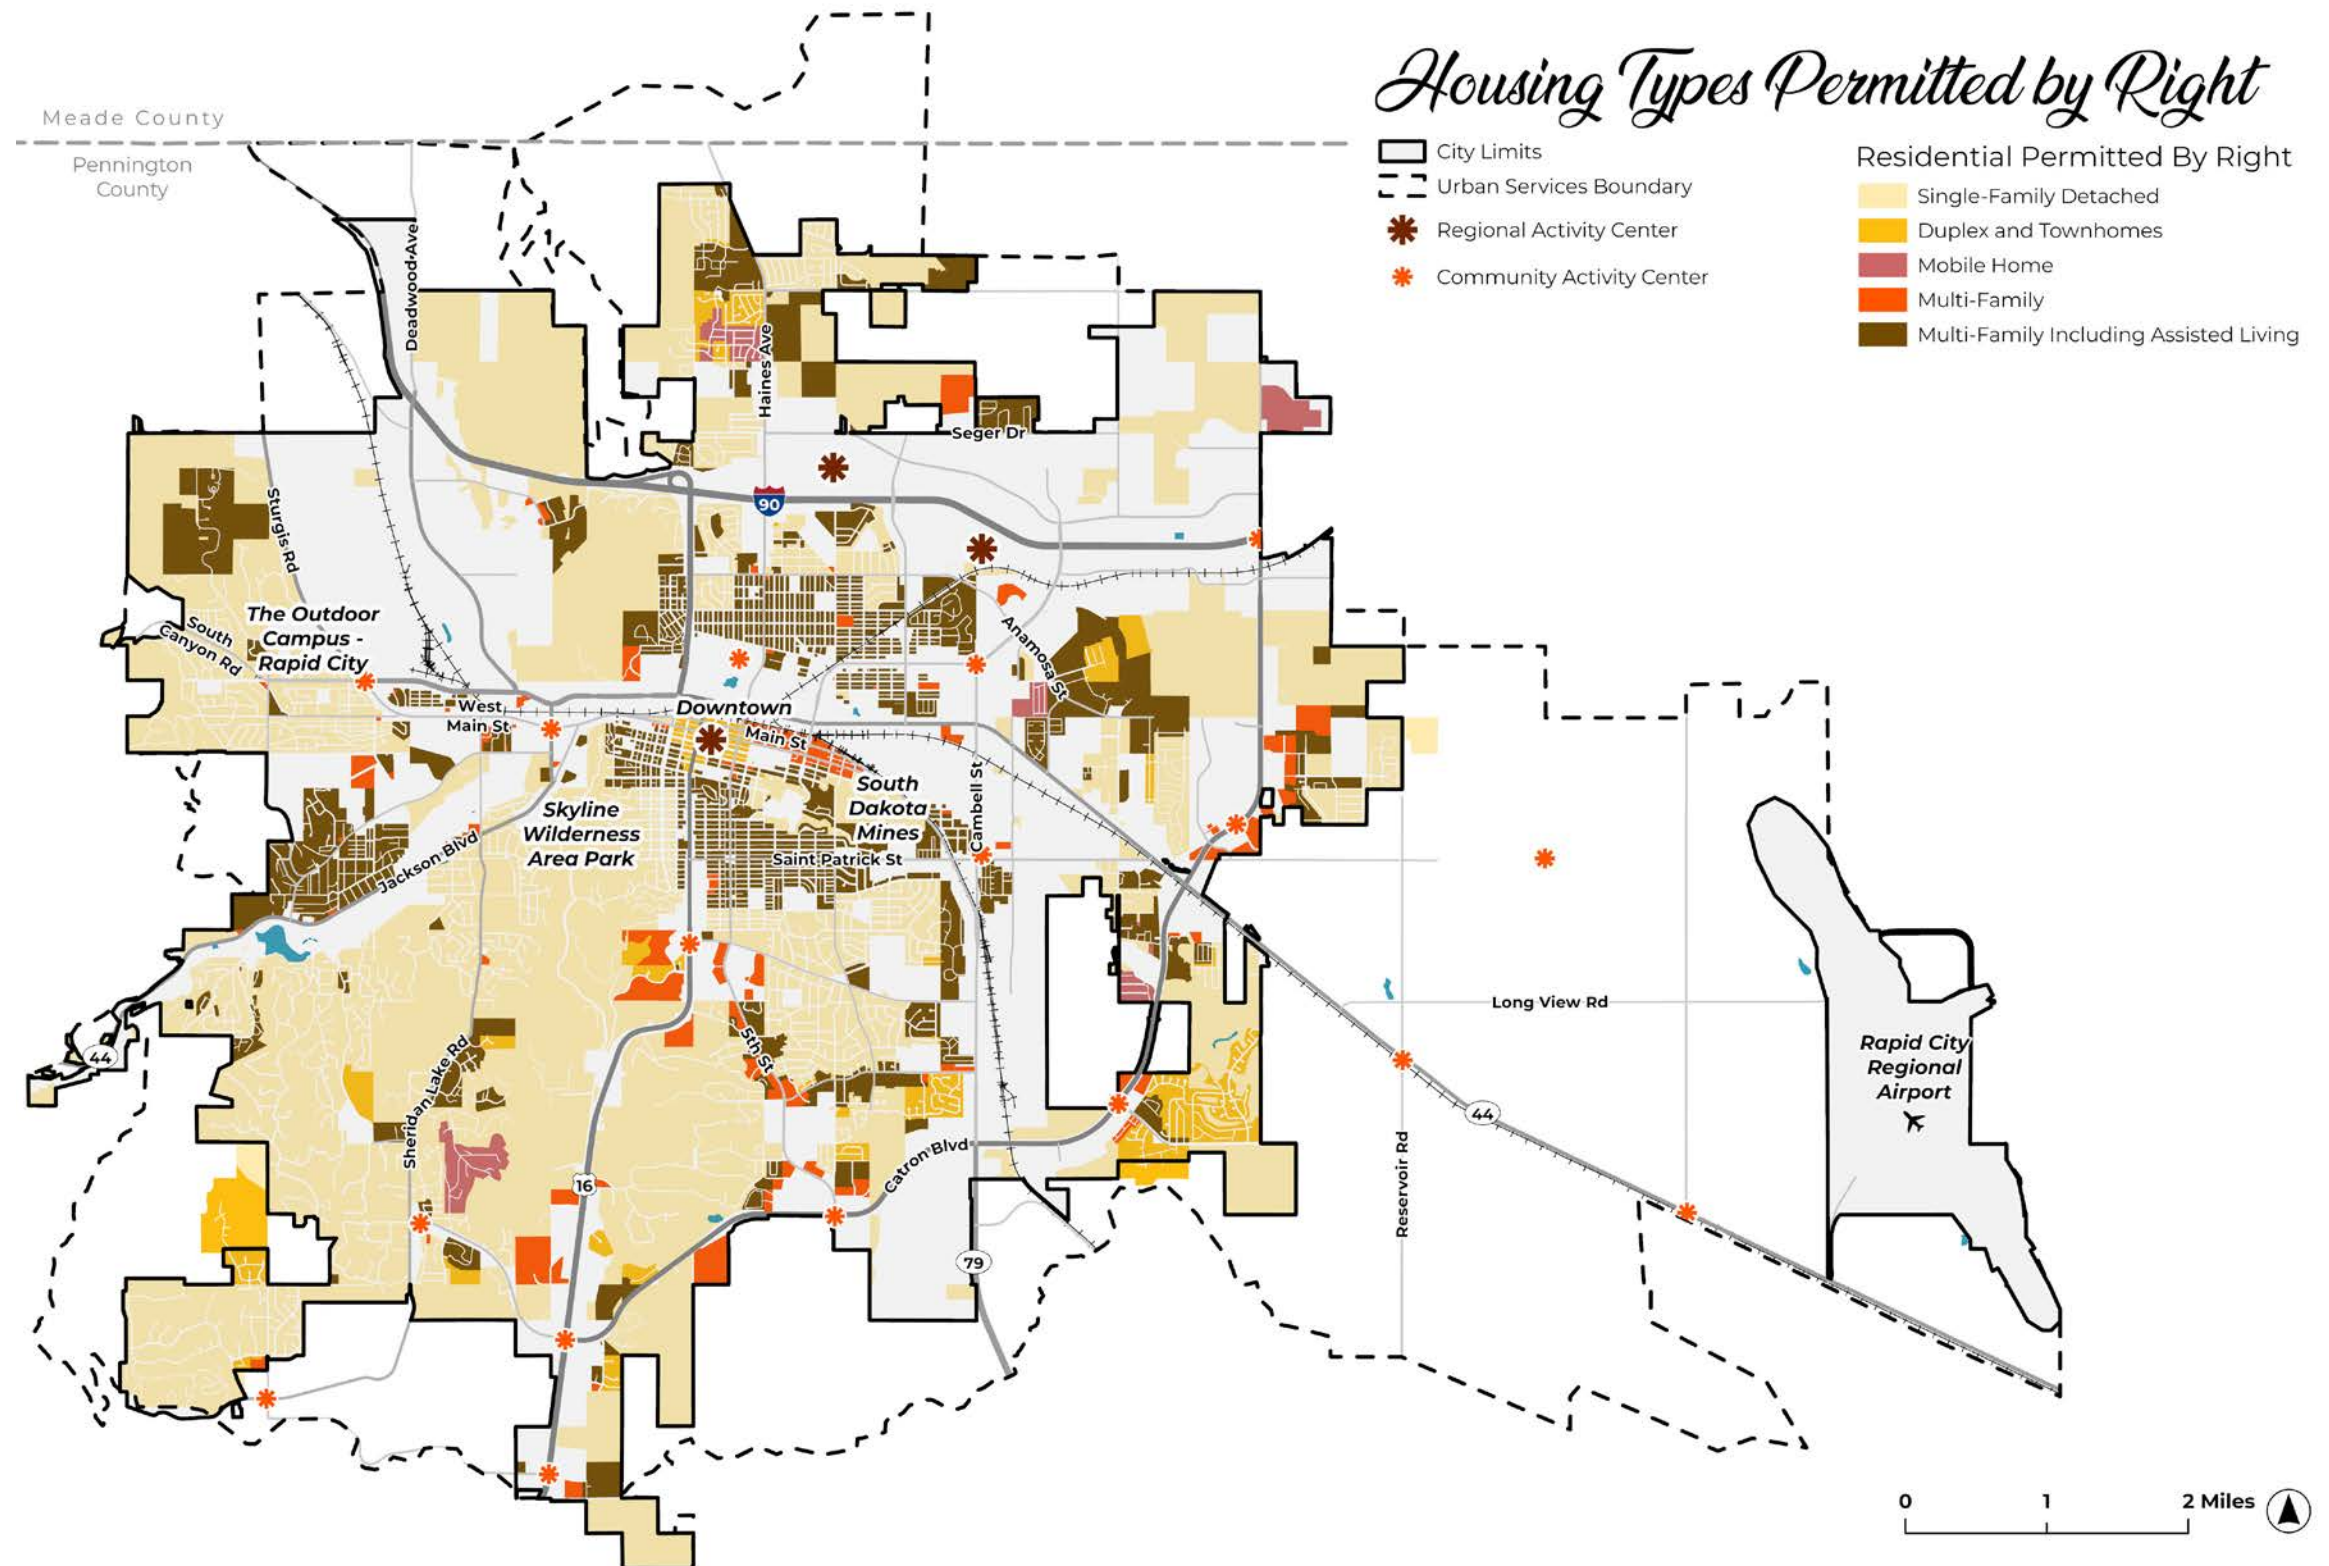 Housing Types Permitted by Right
City Limits
Urban Services Boundary
Regional Activity Center
Community Activity Center
Residential Permitted By Right
Single-Family Detached
Duplex and Townhomes
Mobile Home
Multi-Family
Multi-Family Including Assisted Living
Meade County
Pennington
County
Deadwood Ave
Haines Ave
Seger Dr
90
Sturgis Rd
The Outdoor
Campus -
Rapid City
South
Canyon Rd
Anamosa St
West
Main St
Downtown
Main St
South
Dakota
Mines
Cambell St
Skyline
Wilderness
Area Park
Saint Patrick St
Jackson Blvd
44
Long View Rd
5th St
Sheridan Lake Rd
Rapid City
Regional
Airport
44
Catron Blvd
Reservoir Rd
16
79
0 1 2 Miles